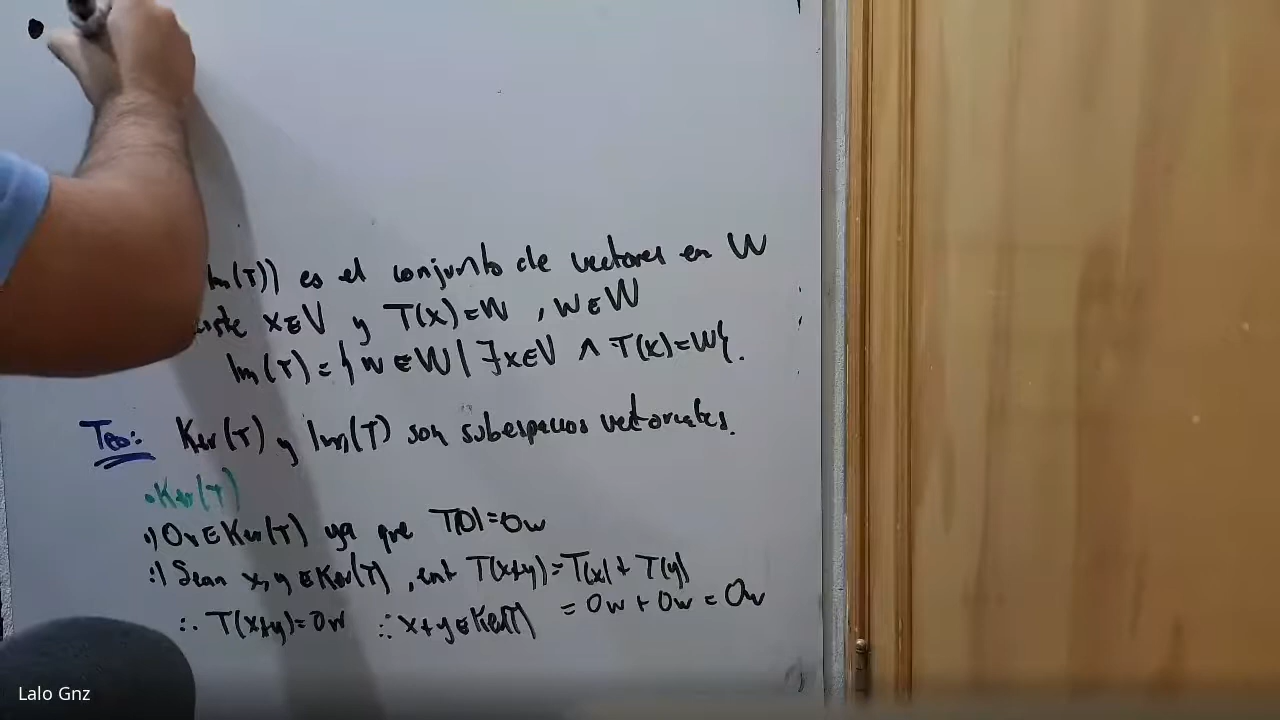 Im(T)) es el conjunto de vectores en W
iste x∈V y T(x)=W , w∈W
Im(T) = { w ∈ W | ∃x∈V ∧ T(x)=W}.
Teo: Ker(T) y Im(T) son subespacios vectoriales.
• Ker(T)
i) 0v ∈ Ker(T) ya que T(0)=0w
ii) Sean x, y ∈ Ker(T) , ent T(x+y) = T(x) + T(y)
= 0w + 0w = 0w
∴ T(x+y)=0w ∴ x+y ∈ Ker(T)
Lalo Gnz